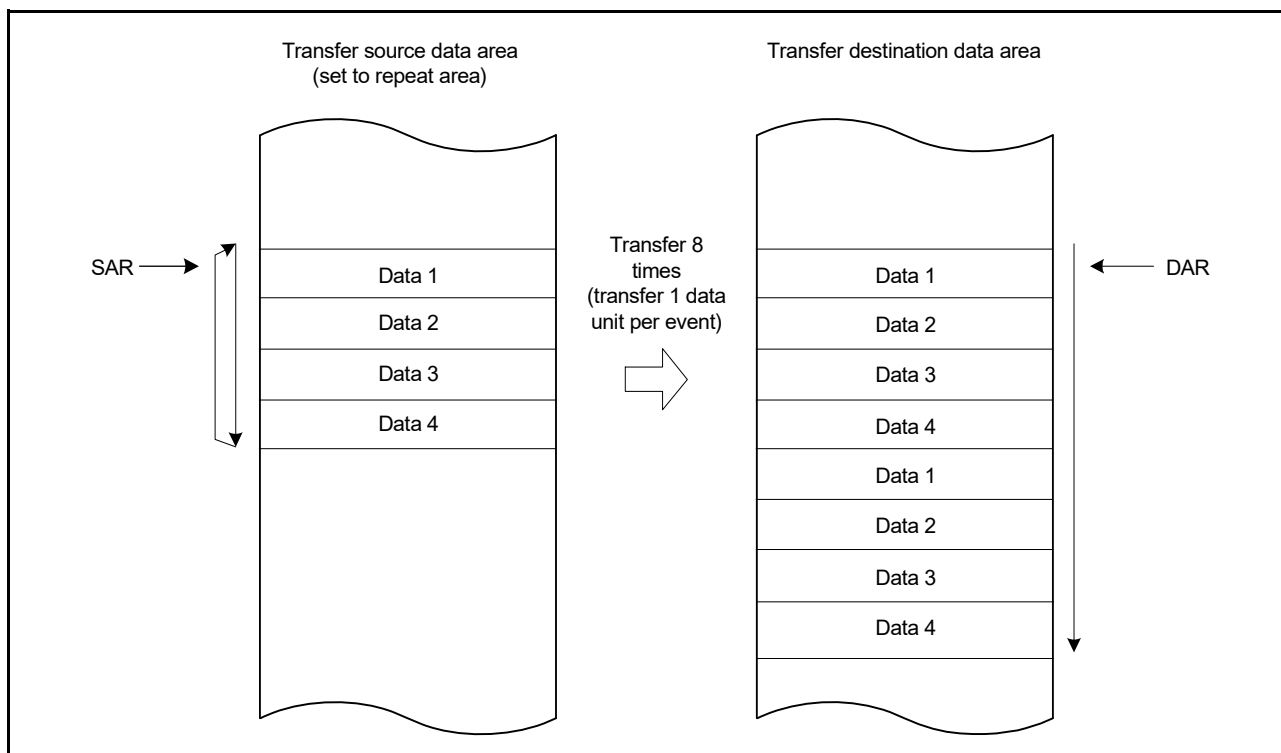 Transfer source data area
(set to repeat area)
Transfer destination data area
SAR
Data 1
Data 2
Data 3
Data 4
Transfer 8
times
(transfer 1 data
unit per event)
Data 1
Data 2
Data 3
Data 4
Data 1
Data 2
Data 3
Data 4
DAR